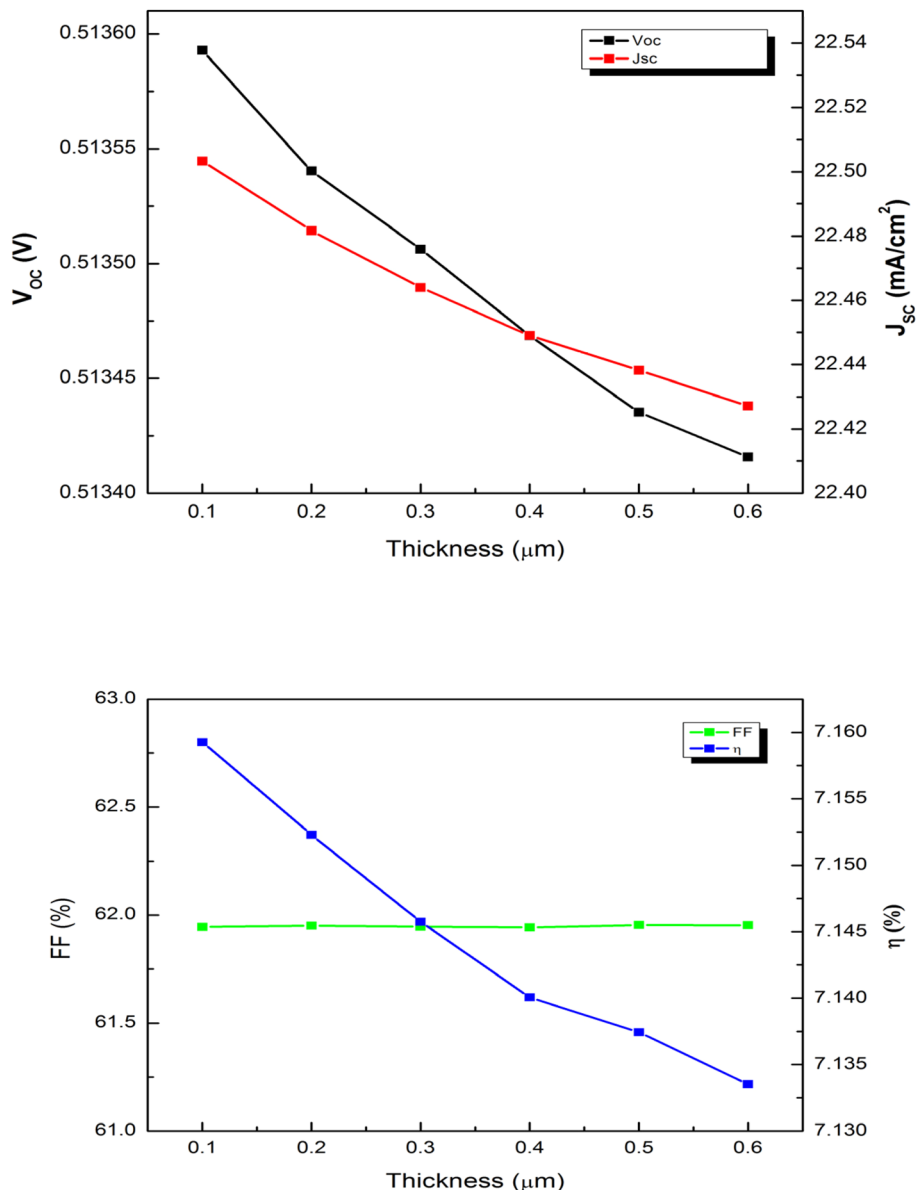 0.51360
0.51355
0.51350
0.51345
0.51340
V_OC (V)
Voc
Jsc
22.54
22.52
22.50
22.48
22.46
22.44
22.42
22.40
J_SC (mA/cm²)
0.1 0.2 0.3 0.4 0.5 0.6
Thickness (μm)
63.0
62.5
62.0
61.5
61.0
FF (%)
FF
η
7.160
7.155
7.150
7.145
7.140
7.135
7.130
η (%)
0.1 0.2 0.3 0.4 0.5 0.6
Thickness (μm)